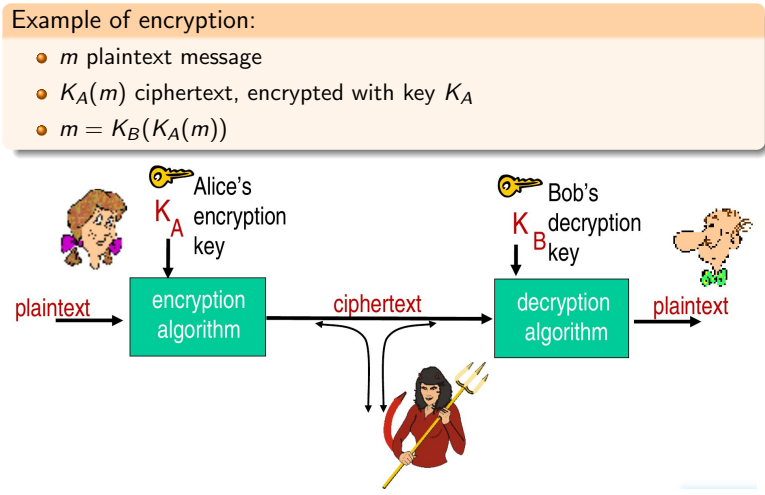 Example of encryption:
m plaintext message
K_A(m) ciphertext, encrypted with key K_A
m = K_B(K_A(m))
Alice's
K_A encryption
key
Bob's
K_B decryption
key
plaintext
encryption
algorithm
ciphertext
decryption
algorithm
plaintext